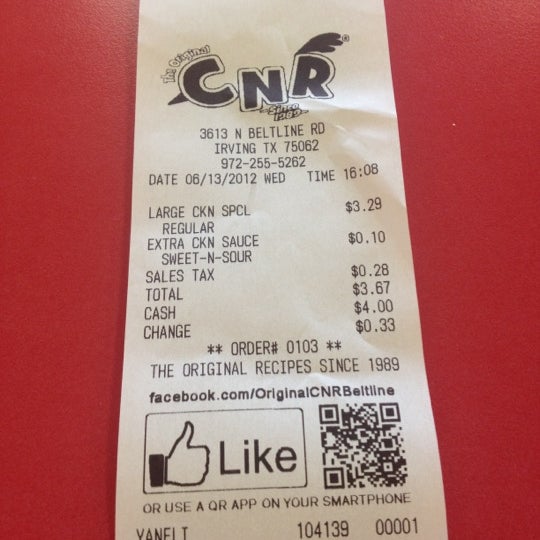 The Original
CNR®
Since 1989
3613 N BELTLINE RD
IRVING TX 75062
972-255-5262
DATE 06/13/2012 WED TIME 16:08
LARGE CKN SPCL $3.29
REGULAR
EXTRA CKN SAUCE $0.10
SWEET-N-SOUR
SALES TAX $0.28
TOTAL $3.67
CASH $4.00
CHANGE $0.33
** ORDER# 0103 **
THE ORIGINAL RECIPES SINCE 1989
facebook.com/OriginalCNRBeltline
Like
OR USE A QR APP ON YOUR SMARTPHONE
YANELI 104139 00001